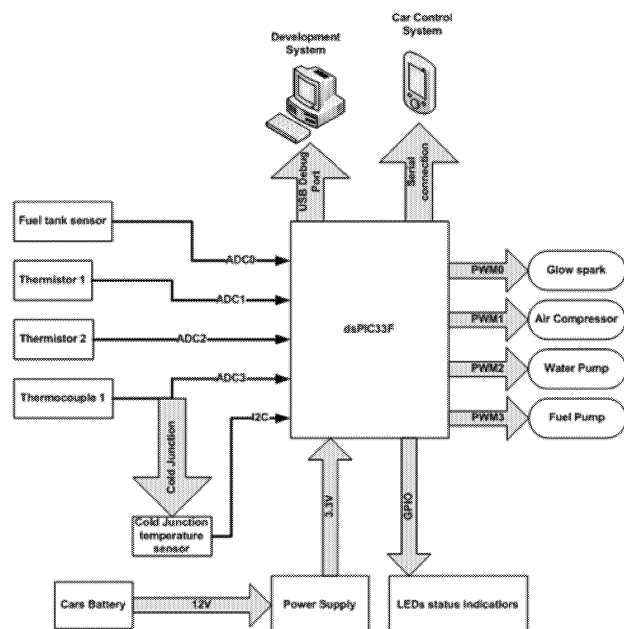 Development
System
Car Control
System
USB Debug
Port
Serial
connection
Fuel tank sensor
ADC0
Thermistor 1
ADC1
Thermistor 2
ADC2
Thermocouple 1
ADC3
I2C
dsPIC33F
PWM0
Glow spark
PWM1
Air Compressor
PWM2
Water Pump
PWM3
Fuel Pump
Cold Junction
Cold Junction
temperature
sensor
3.3V
GPIO
Cars Battery
12V
Power Supply
LEDs status indicatiors